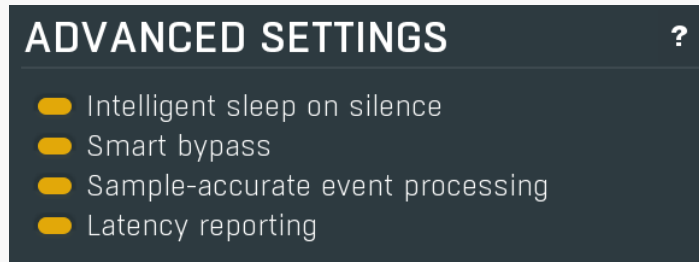 ADVANCED SETTINGS ?
Intelligent sleep on silence
Smart bypass
Sample-accurate event processing
Latency reporting